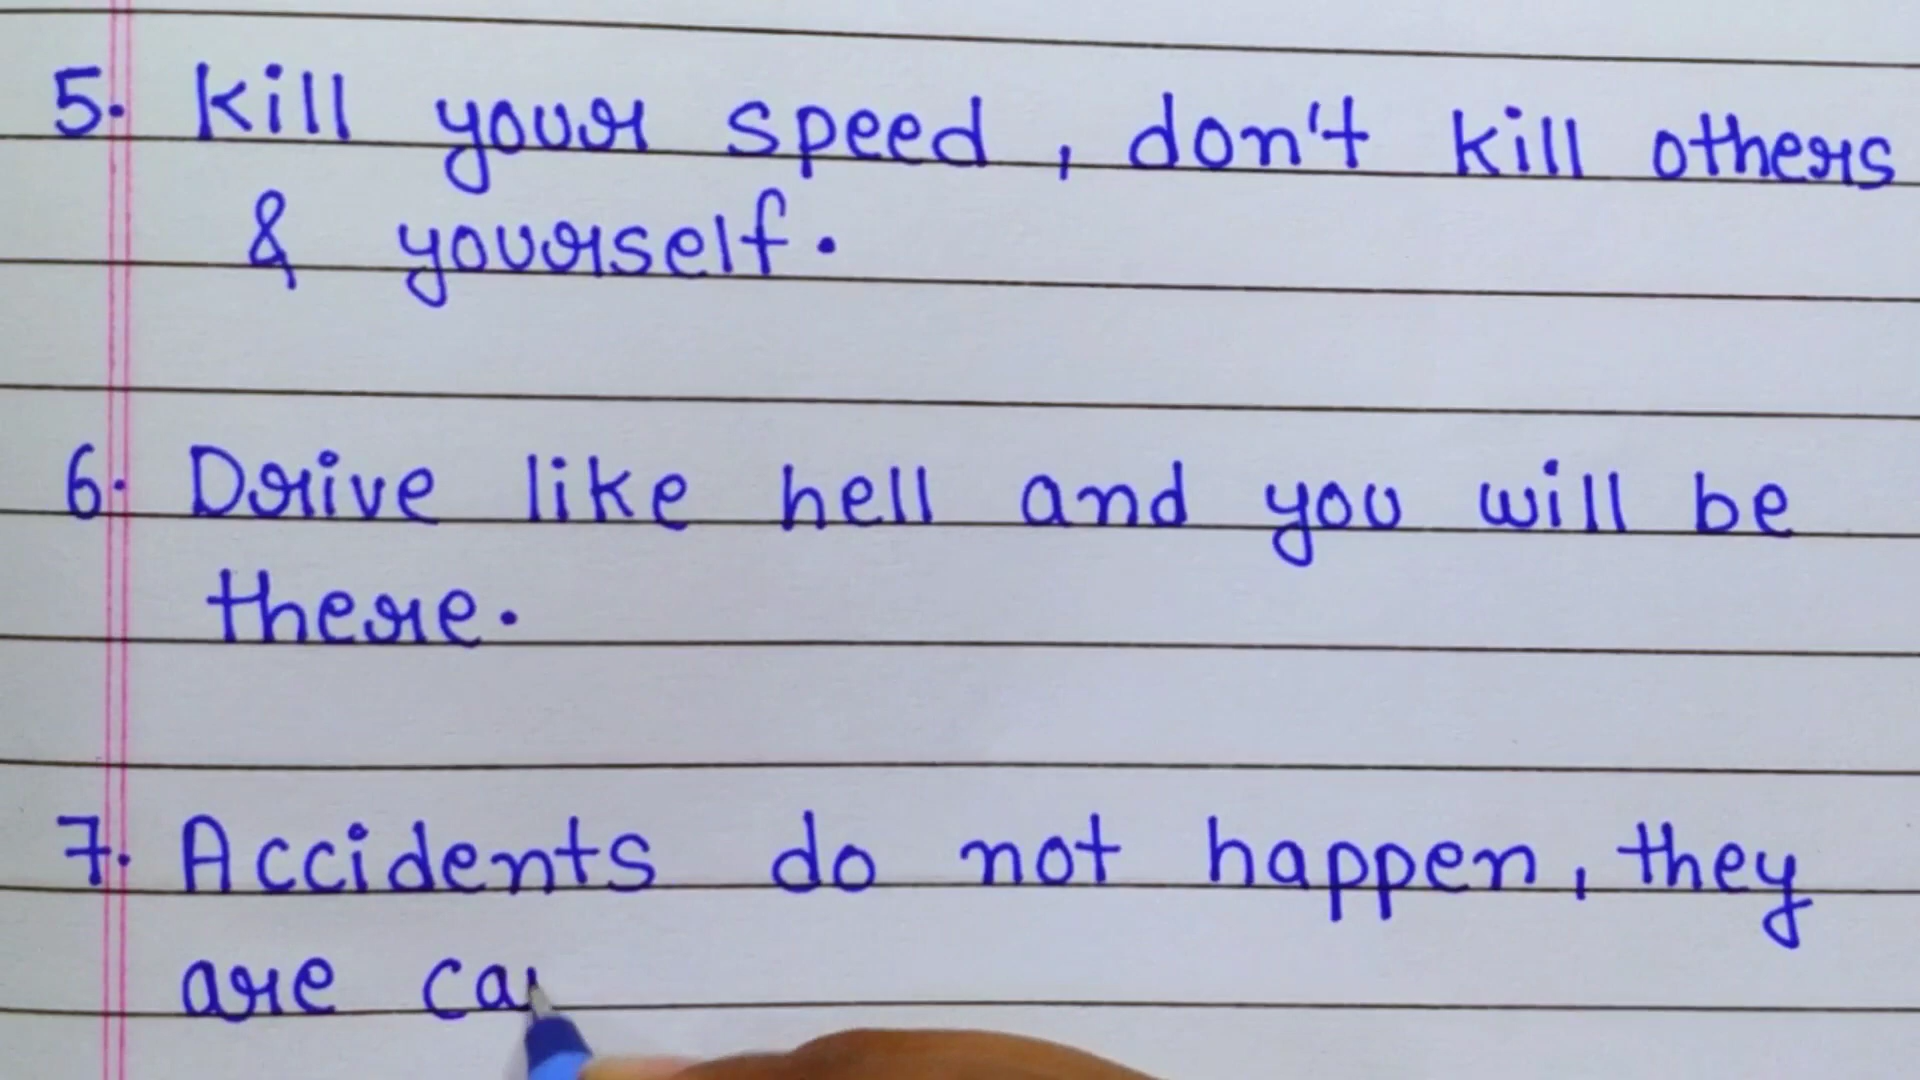 5. Kill your speed, don't kill others
& yourself.
6. Drive like hell and you will be
there.
7. Accidents do not happen, they
are ca